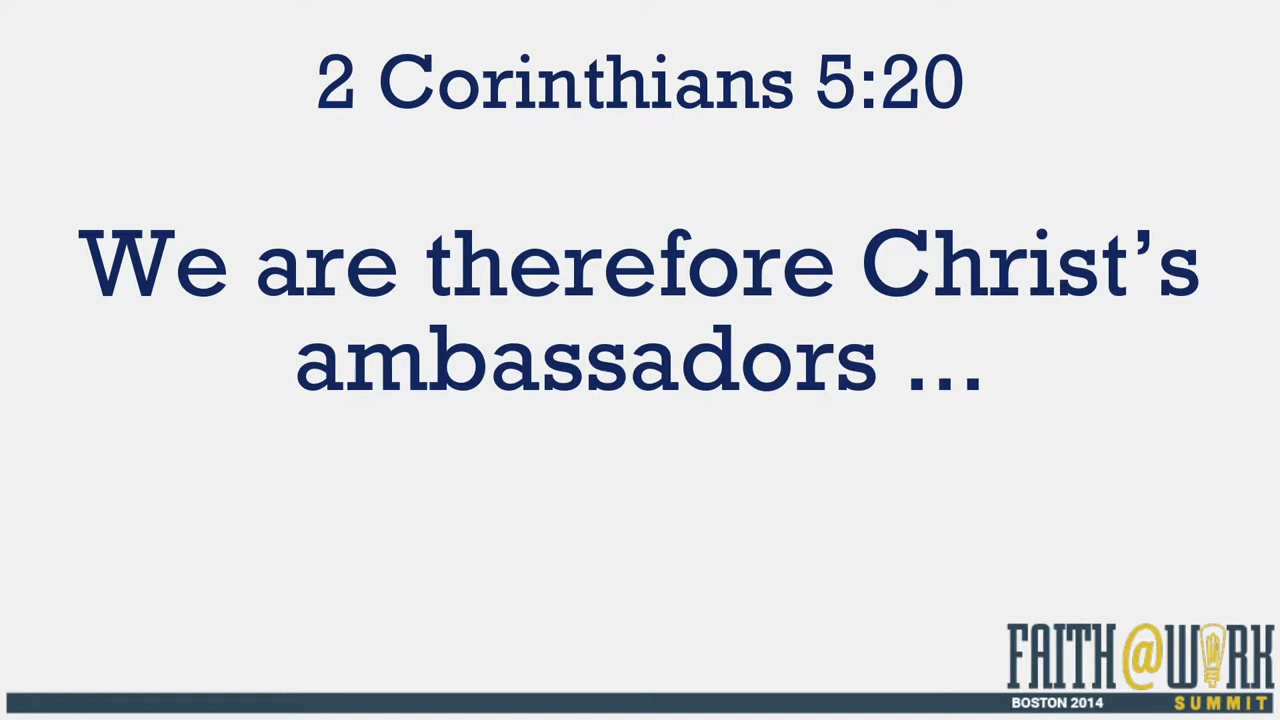 2 Corinthians 5:20
We are therefore Christ’s
ambassadors ...
FAITH@WORK
BOSTON 2014 SUMMIT